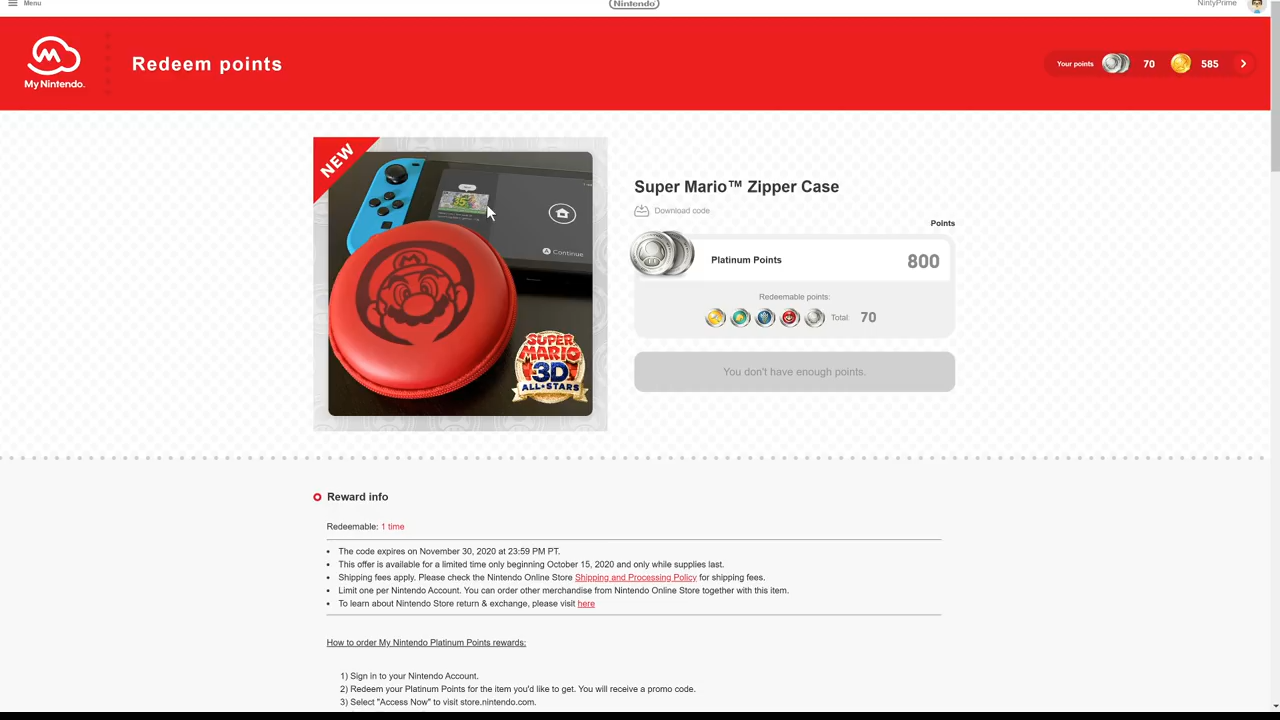 Menu
Nintendo
NintyPrime
My Nintendo.
Redeem points
Your points
70
585
NEW
Continue
SUPER
MARIO
3D
ALL★STARS
Super Mario™ Zipper Case
Download code
Points
Platinum Points
800
Redeemable points:
Total: 70
You don't have enough points.
Reward info
Redeemable: 1 time
• The code expires on November 30, 2020 at 23:59 PM PT.
• This offer is available for a limited time only beginning October 15, 2020 and only while supplies last.
• Shipping fees apply. Please check the Nintendo Online Store Shipping and Processing Policy for shipping fees.
• Limit one per Nintendo Account. You can order other merchandise from Nintendo Online Store together with this item.
• To learn about Nintendo Store return & exchange, please visit here
How to order My Nintendo Platinum Points rewards:
1) Sign in to your Nintendo Account.
2) Redeem your Platinum Points for the item you'd like to get. You will receive a promo code.
3) Select "Access Now" to visit store.nintendo.com.